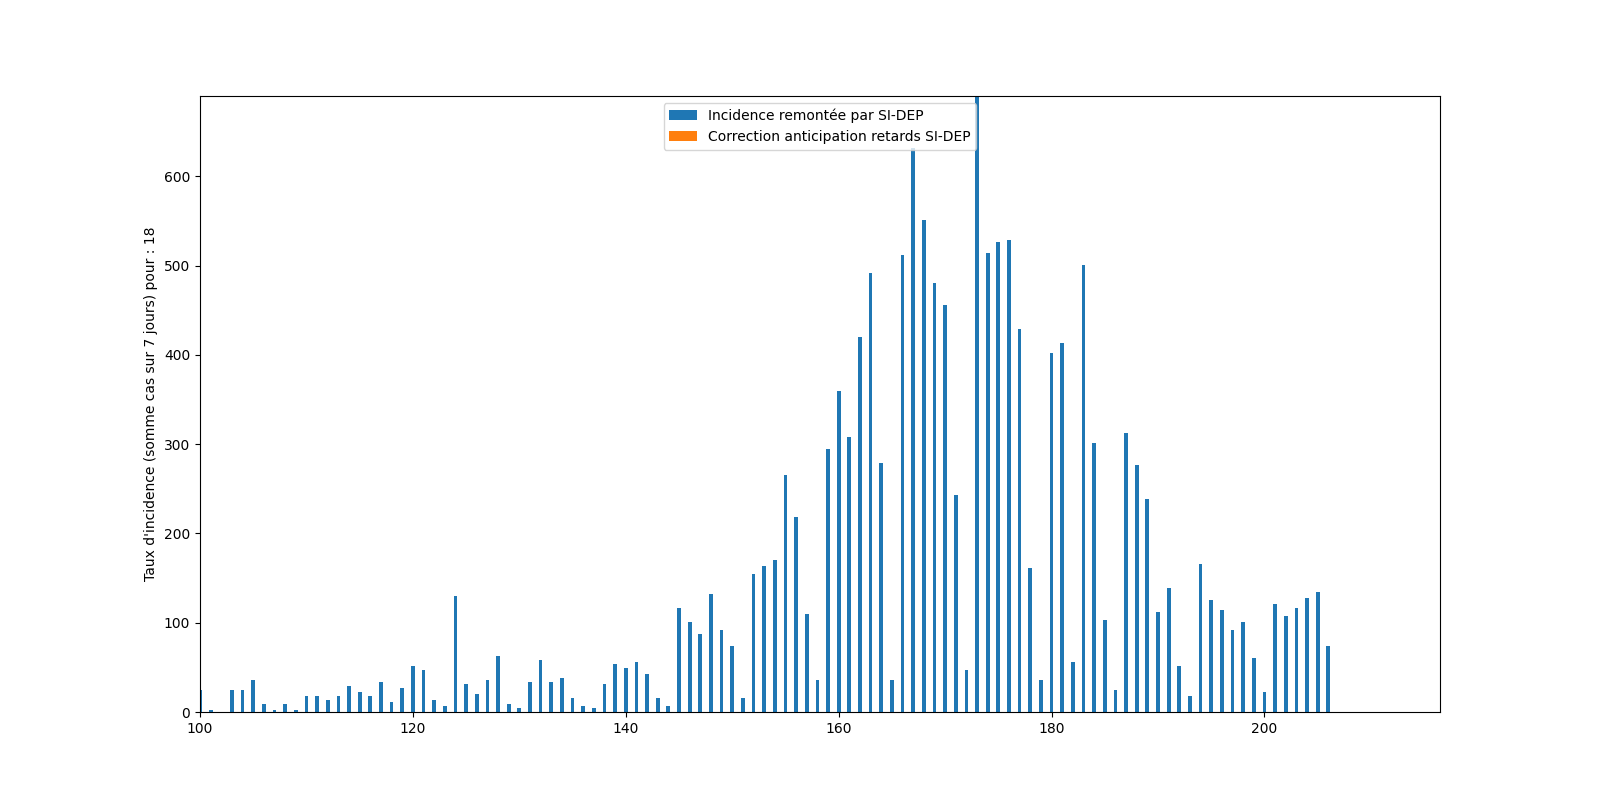 Incidence remontée par SI-DEP
Correction anticipation retards SI-DEP
Taux d'incidence (somme cas sur 7 jours) pour : 18
600
500
400
300
200
100
0
100 120 140 160 180 200